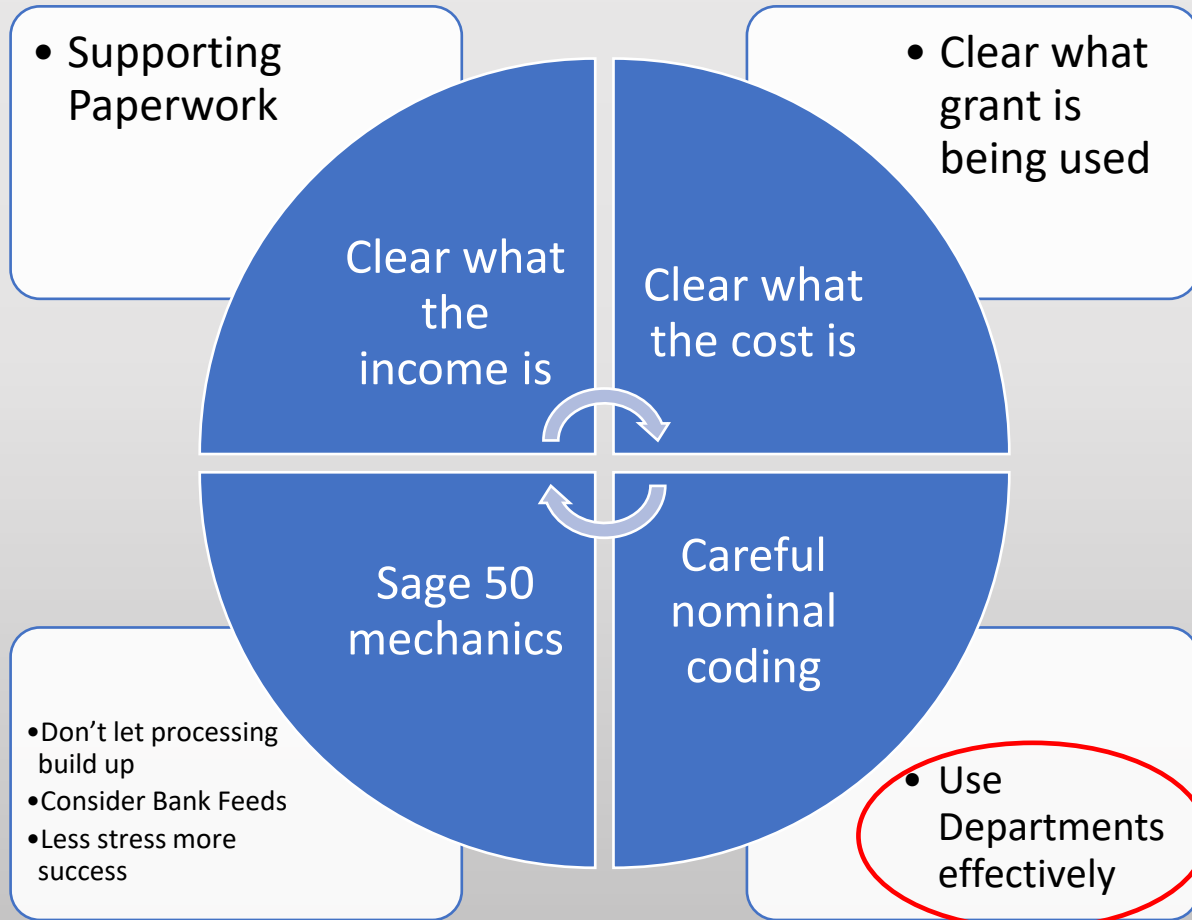 • Supporting
Paperwork
• Clear what
grant is
being used
Clear what
the
income is
Clear what
the cost is
Sage 50
mechanics
Careful
nominal
coding
•Don’t let processing
build up
•Consider Bank Feeds
•Less stress more
success
• Use
Departments
effectively